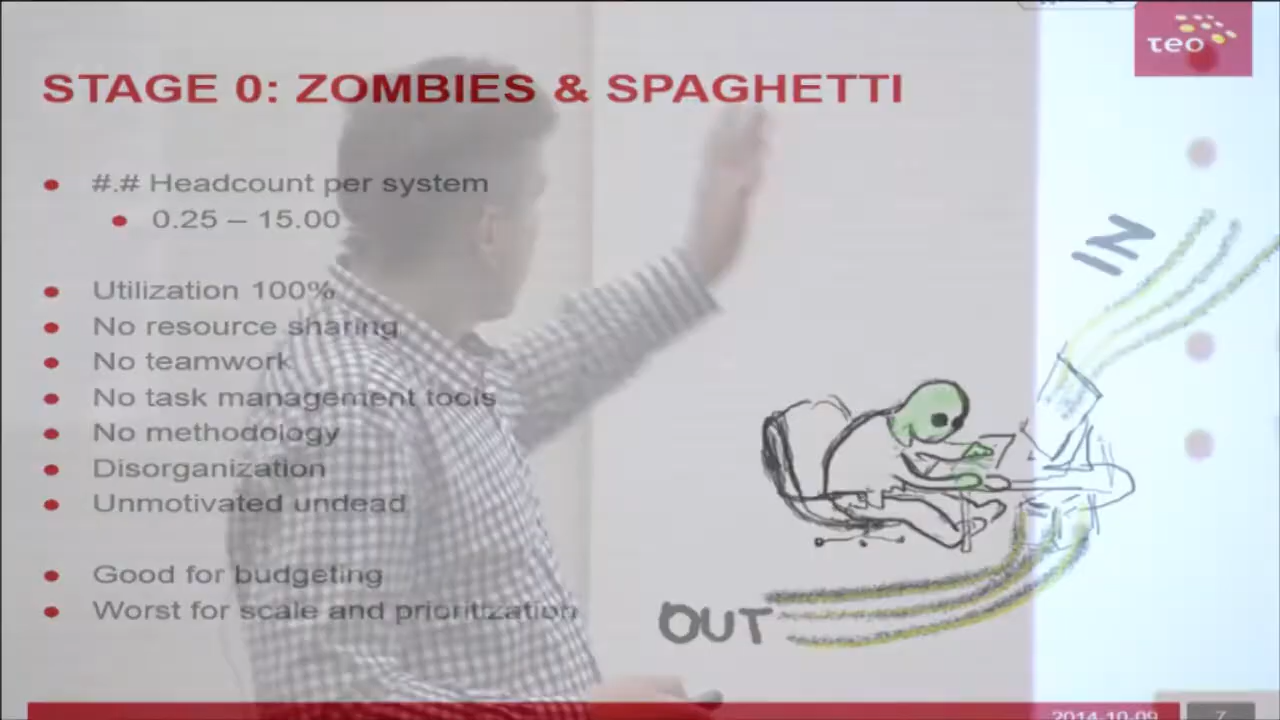 teo
STAGE 0: ZOMBIES & SPAGHETTI
#.# Headcount per system
0.25 – 15.00
Utilization 100%
No resource sharing
No teamwork
No task management tools
No methodology
Disorganization
Unmotivated undead
Good for budgeting
Worst for scale and prioritization
IN
OUT
2014-10-09
7